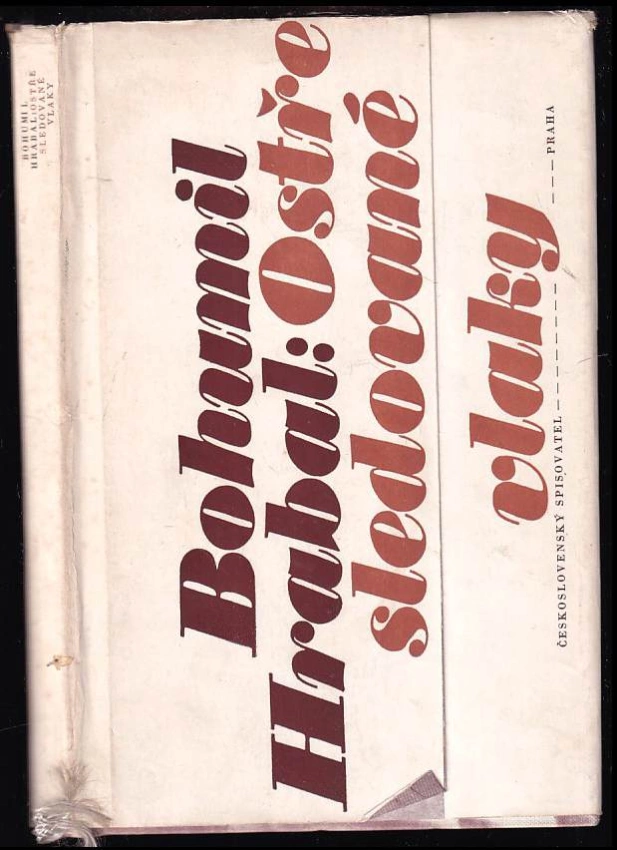 BOHUMIL
HRABAL: OSTŘE
SLEDOVANÉ
VLAKY
Bohumil
Hrabal: Ostře
sledované
vlaky
ČESKOSLOVENSKÝ SPISOVATEL — — — — — — — — — — — — PRAHA